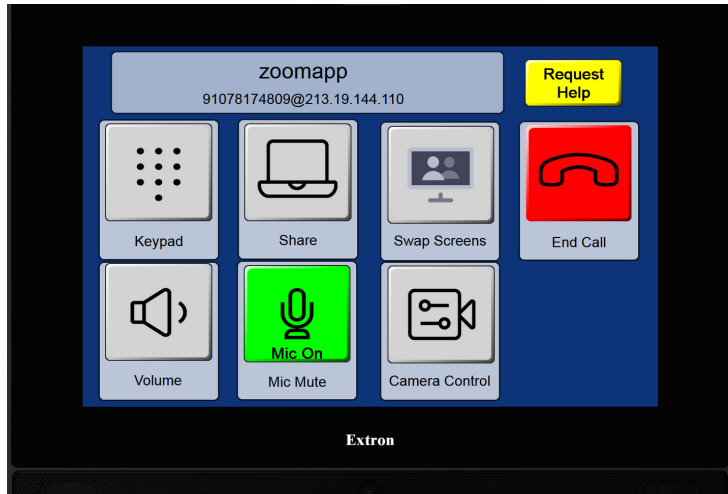 zoomapp
91078174809@213.19.144.110
Request
Help
Keypad
Share
Swap Screens
End Call
Mic On
Volume
Mic Mute
Camera Control
Extron